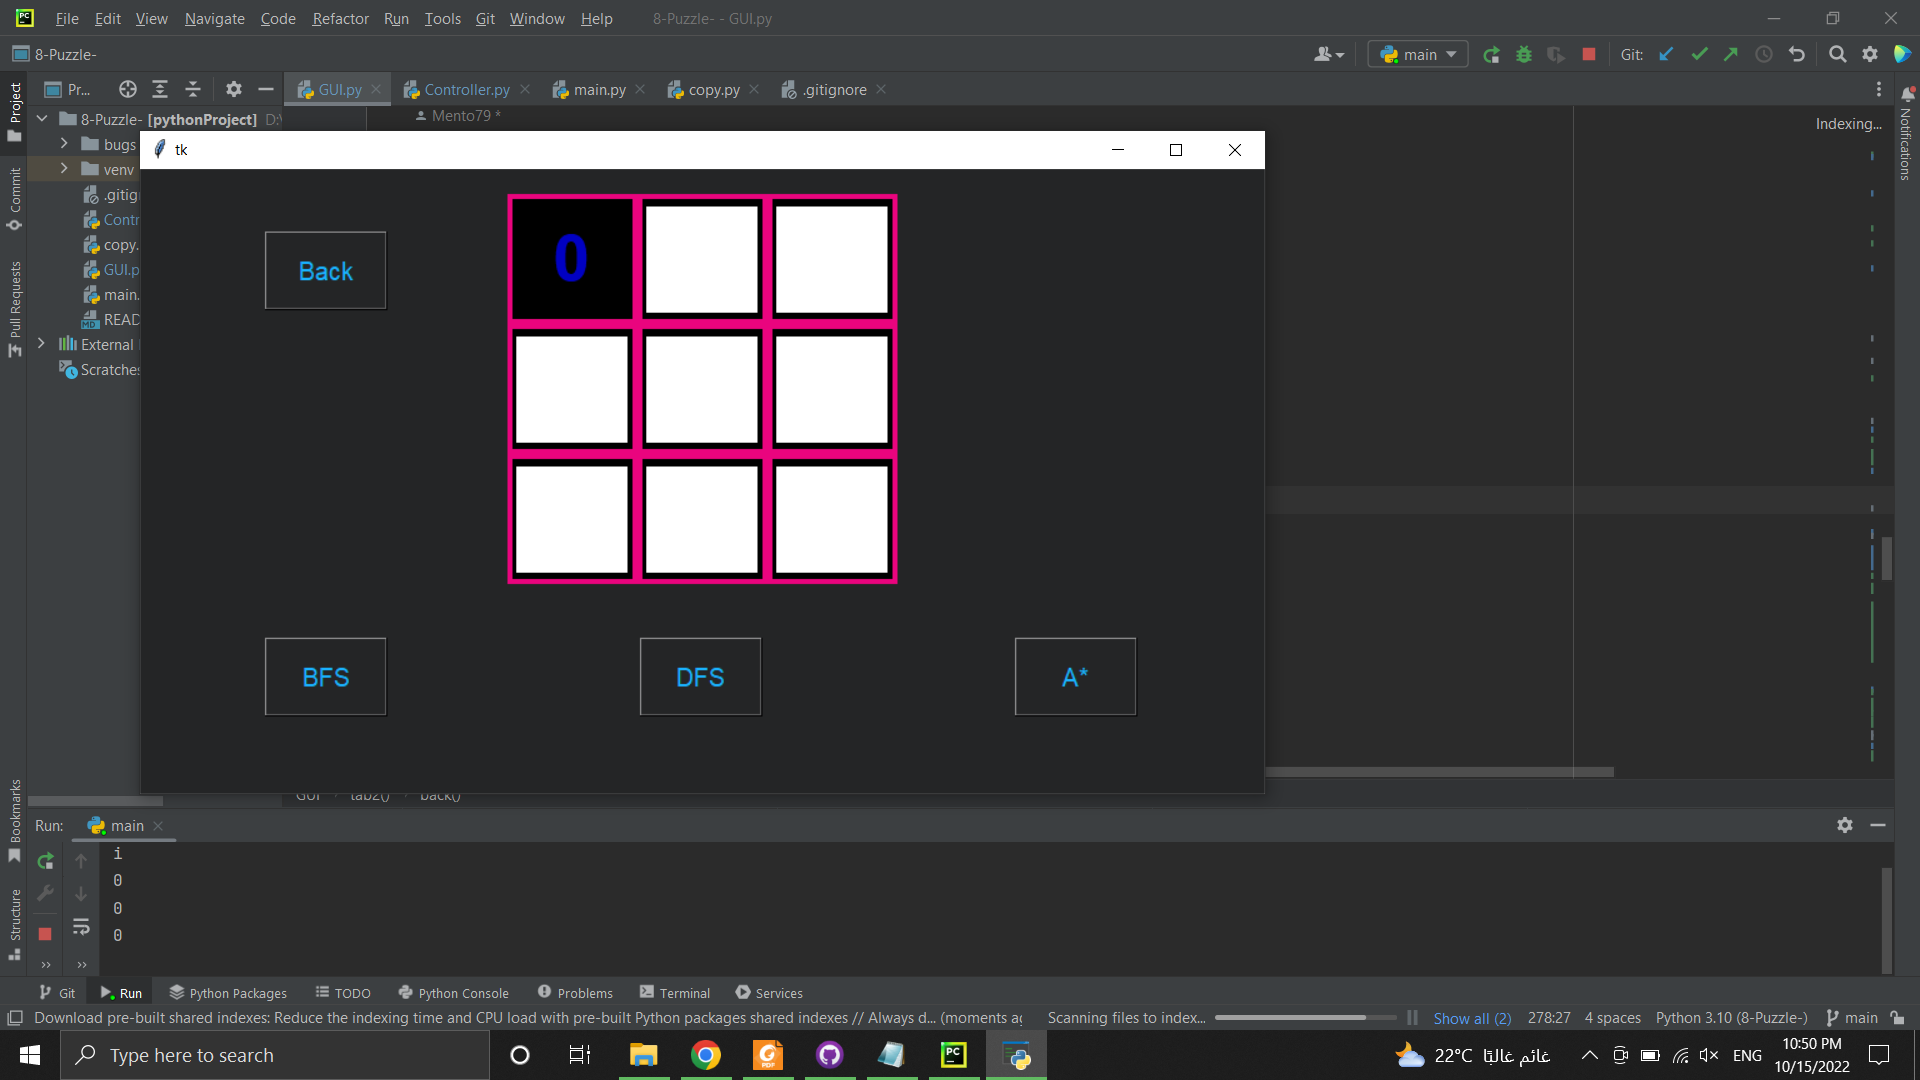 File Edit View Navigate Code Refactor Run Tools Git Window Help 8-Puzzle- - GUI.py
8-Puzzle-
main
Git:
Pr...
GUI.py
Controller.py
main.py
copy.py
.gitignore
8-Puzzle- [pythonProject] D:\
Mento79 *
Indexing...
bugs
venv
.gitig
Contr
copy.
GUI.p
main.
READ
External
Scratches
Project
Commit
Pull Requests
Bookmarks
Structure
Notifications
tk
Back
0
BFS
DFS
A*
GUI tab2() back()
Run: main
i
0
0
0
Git Run Python Packages TODO Python Console Problems Terminal Services
Download pre-built shared indexes: Reduce the indexing time and CPU load with pre-built Python packages shared indexes // Always d... (moments ag
Scanning files to index... Show all (2) 278:27 4 spaces Python 3.10 (8-Puzzle-) main
Type here to search
22°C غائم غالبًا
ENG
10:50 PM
10/15/2022